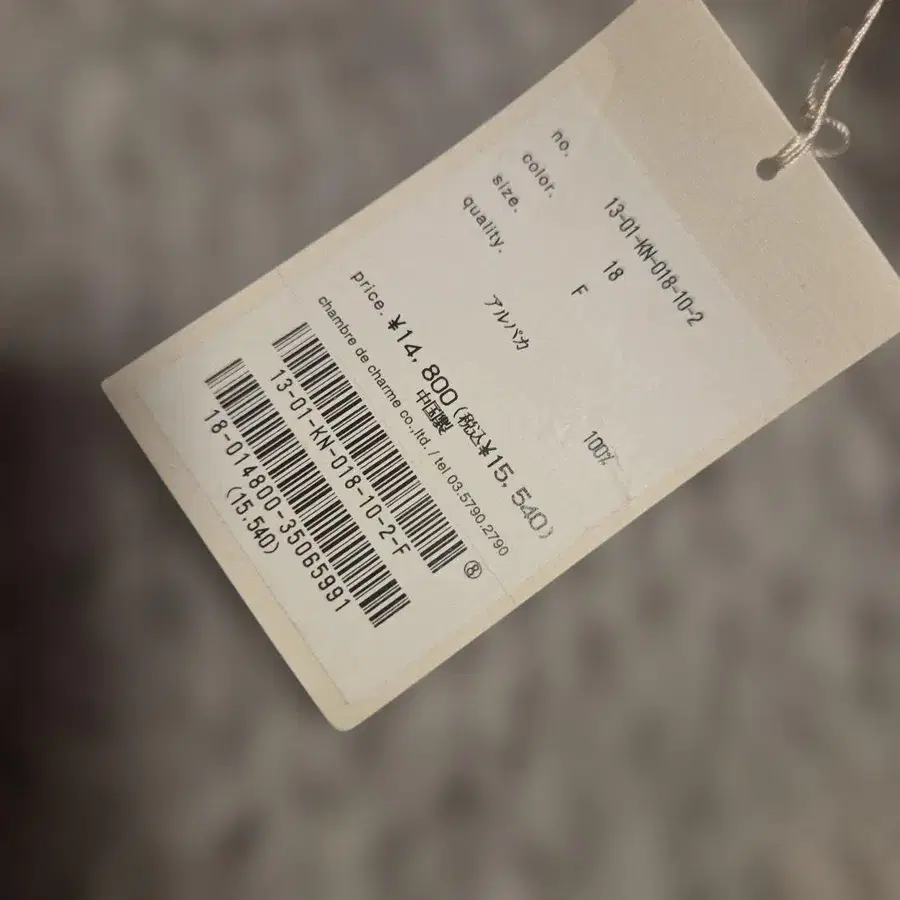 no. 13-01-KN-018-10-2
color. 18
size. F
quality.
アルパカ 100%
price. ¥14,800(税込¥15,540)
中国製
chambre de charme co.,ltd. / tel.03.5790.2790
13-01-KN-018-10-2-F ⑧
18-014800-35065991
(15.540)